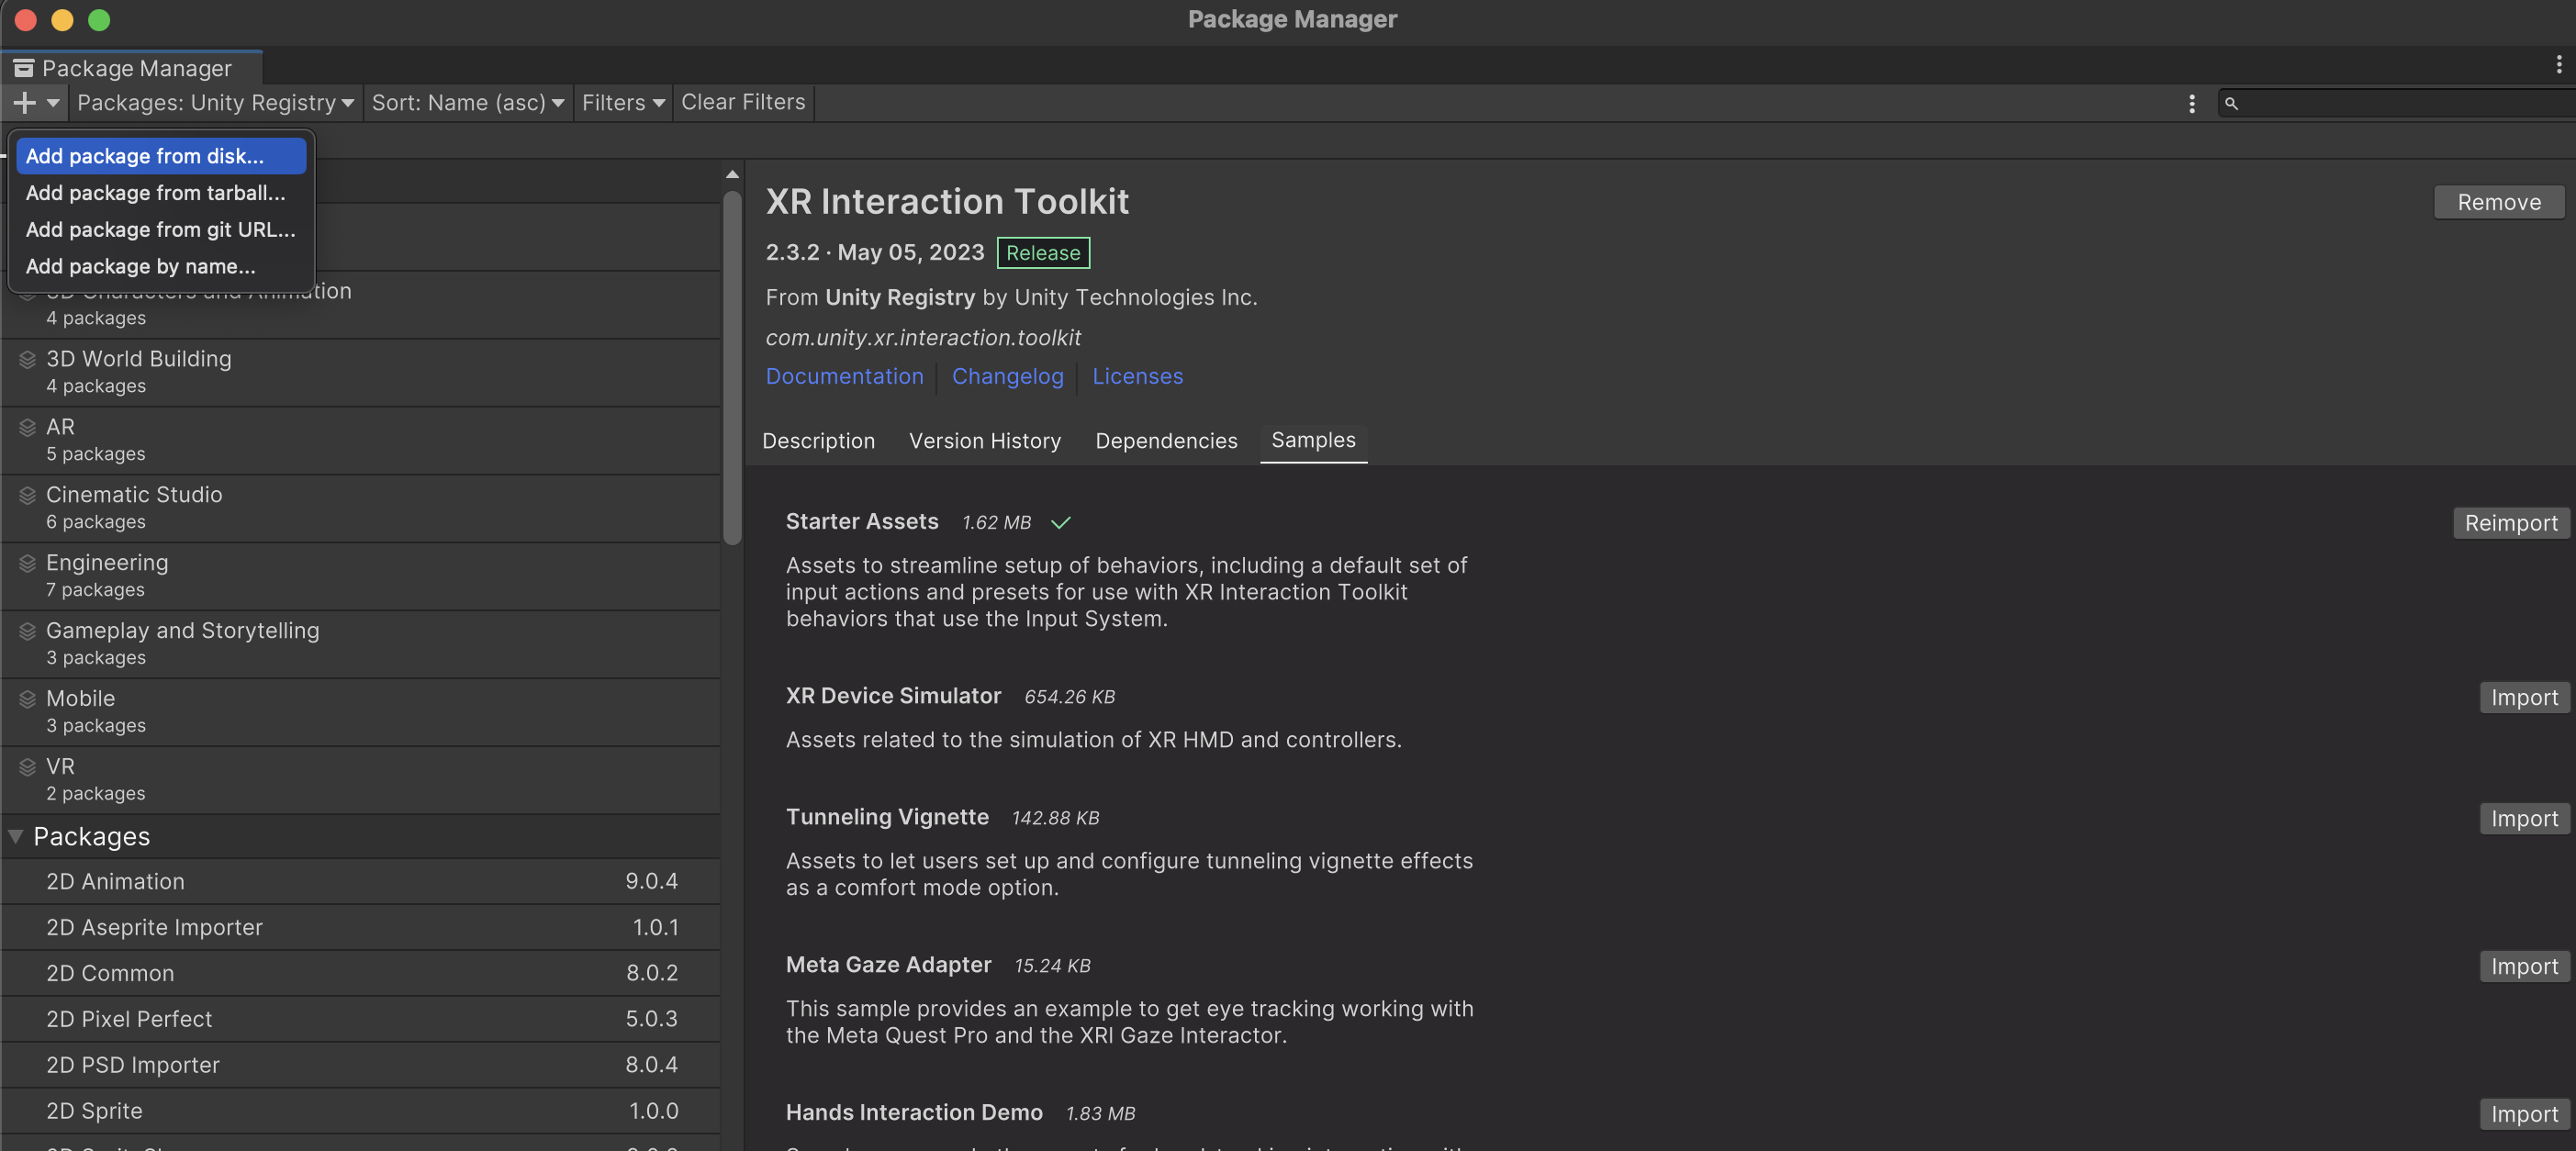 Package Manager
Package Manager
Packages: Unity Registry
Sort: Name (asc)
Filters
Clear Filters
Add package from disk...
Add package from tarball...
Add package from git URL...
Add package by name...
3D Characters and Animation
4 packages
3D World Building
4 packages
AR
5 packages
Cinematic Studio
6 packages
Engineering
7 packages
Gameplay and Storytelling
3 packages
Mobile
3 packages
VR
2 packages
Packages
2D Animation 9.0.4
2D Aseprite Importer 1.0.1
2D Common 8.0.2
2D Pixel Perfect 5.0.3
2D PSD Importer 8.0.4
2D Sprite 1.0.0
XR Interaction Toolkit
Remove
2.3.2 · May 05, 2023 Release
From Unity Registry by Unity Technologies Inc.
com.unity.xr.interaction.toolkit
Documentation Changelog Licenses
Description Version History Dependencies Samples
Starter Assets 1.62 MB
Reimport
Assets to streamline setup of behaviors, including a default set of
input actions and presets for use with XR Interaction Toolkit
behaviors that use the Input System.
XR Device Simulator 654.26 KB
Import
Assets related to the simulation of XR HMD and controllers.
Tunneling Vignette 142.88 KB
Import
Assets to let users set up and configure tunneling vignette effects
as a comfort mode option.
Meta Gaze Adapter 15.24 KB
Import
This sample provides an example to get eye tracking working with
the Meta Quest Pro and the XRI Gaze Interactor.
Hands Interaction Demo 1.83 MB
Import